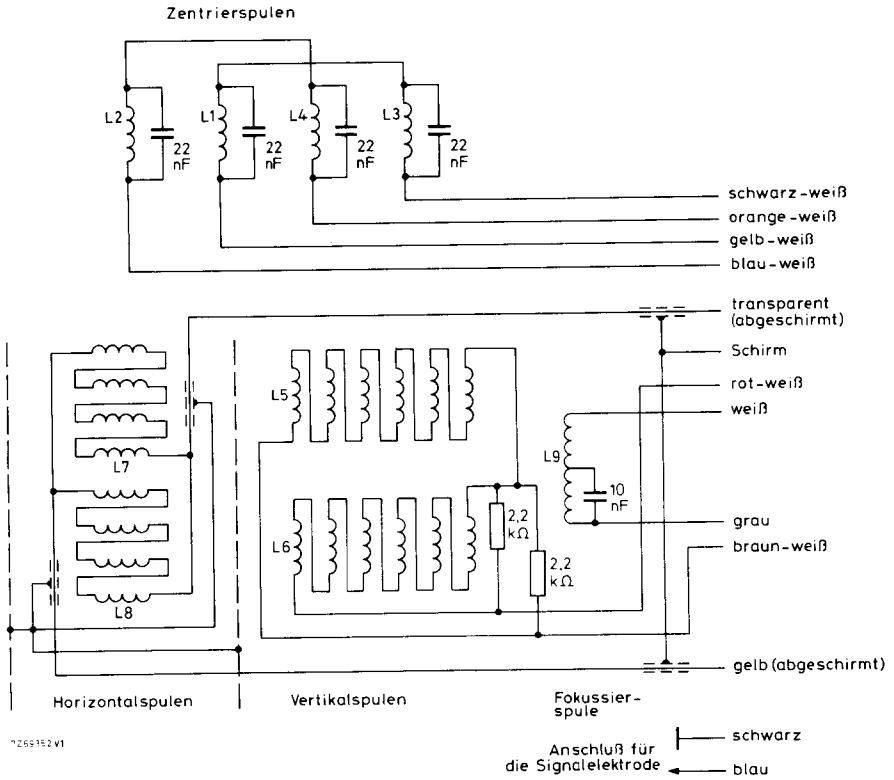 Zentrierspulen
L2
22
nF
L1
22
nF
L4
22
nF
L3
22
nF
schwarz-weiß
orange-weiß
gelb-weiß
blau-weiß
transparent
(abgeschirmt)
Schirm
rot-weiß
weiß
L5
L9
L7
10
nF
2,2
kΩ
grau
L6
braun-weiß
2,2
kΩ
L8
gelb (abgeschirmt)
Horizontalspulen
Vertikalspulen
Fokussier-
spule
schwarz
Anschluß für
die Signalelektrode
blau